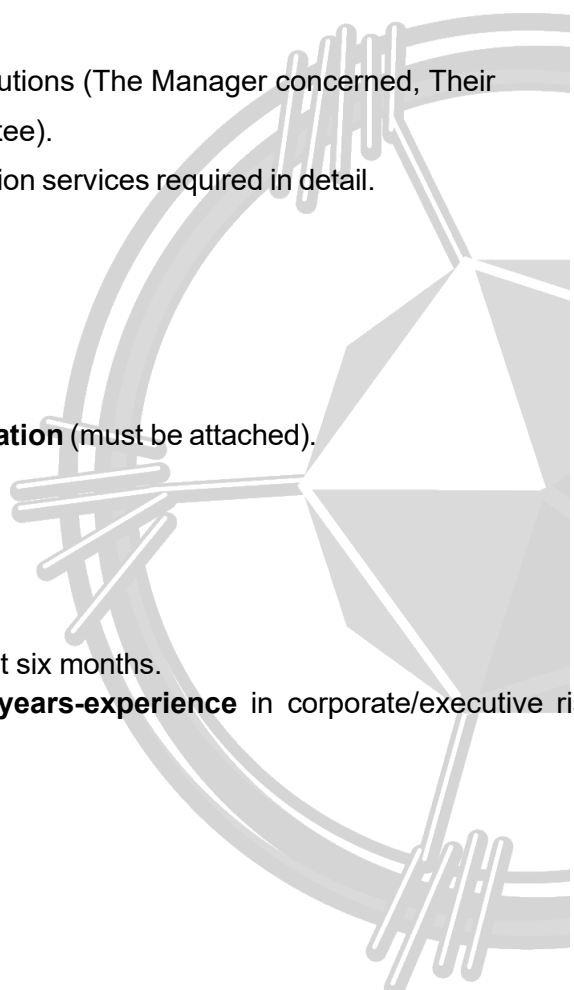 utions (The Manager concerned, Their
tee).
ion services required in detail.
ation (must be attached).
t six months.
years-experience in corporate/executive ri